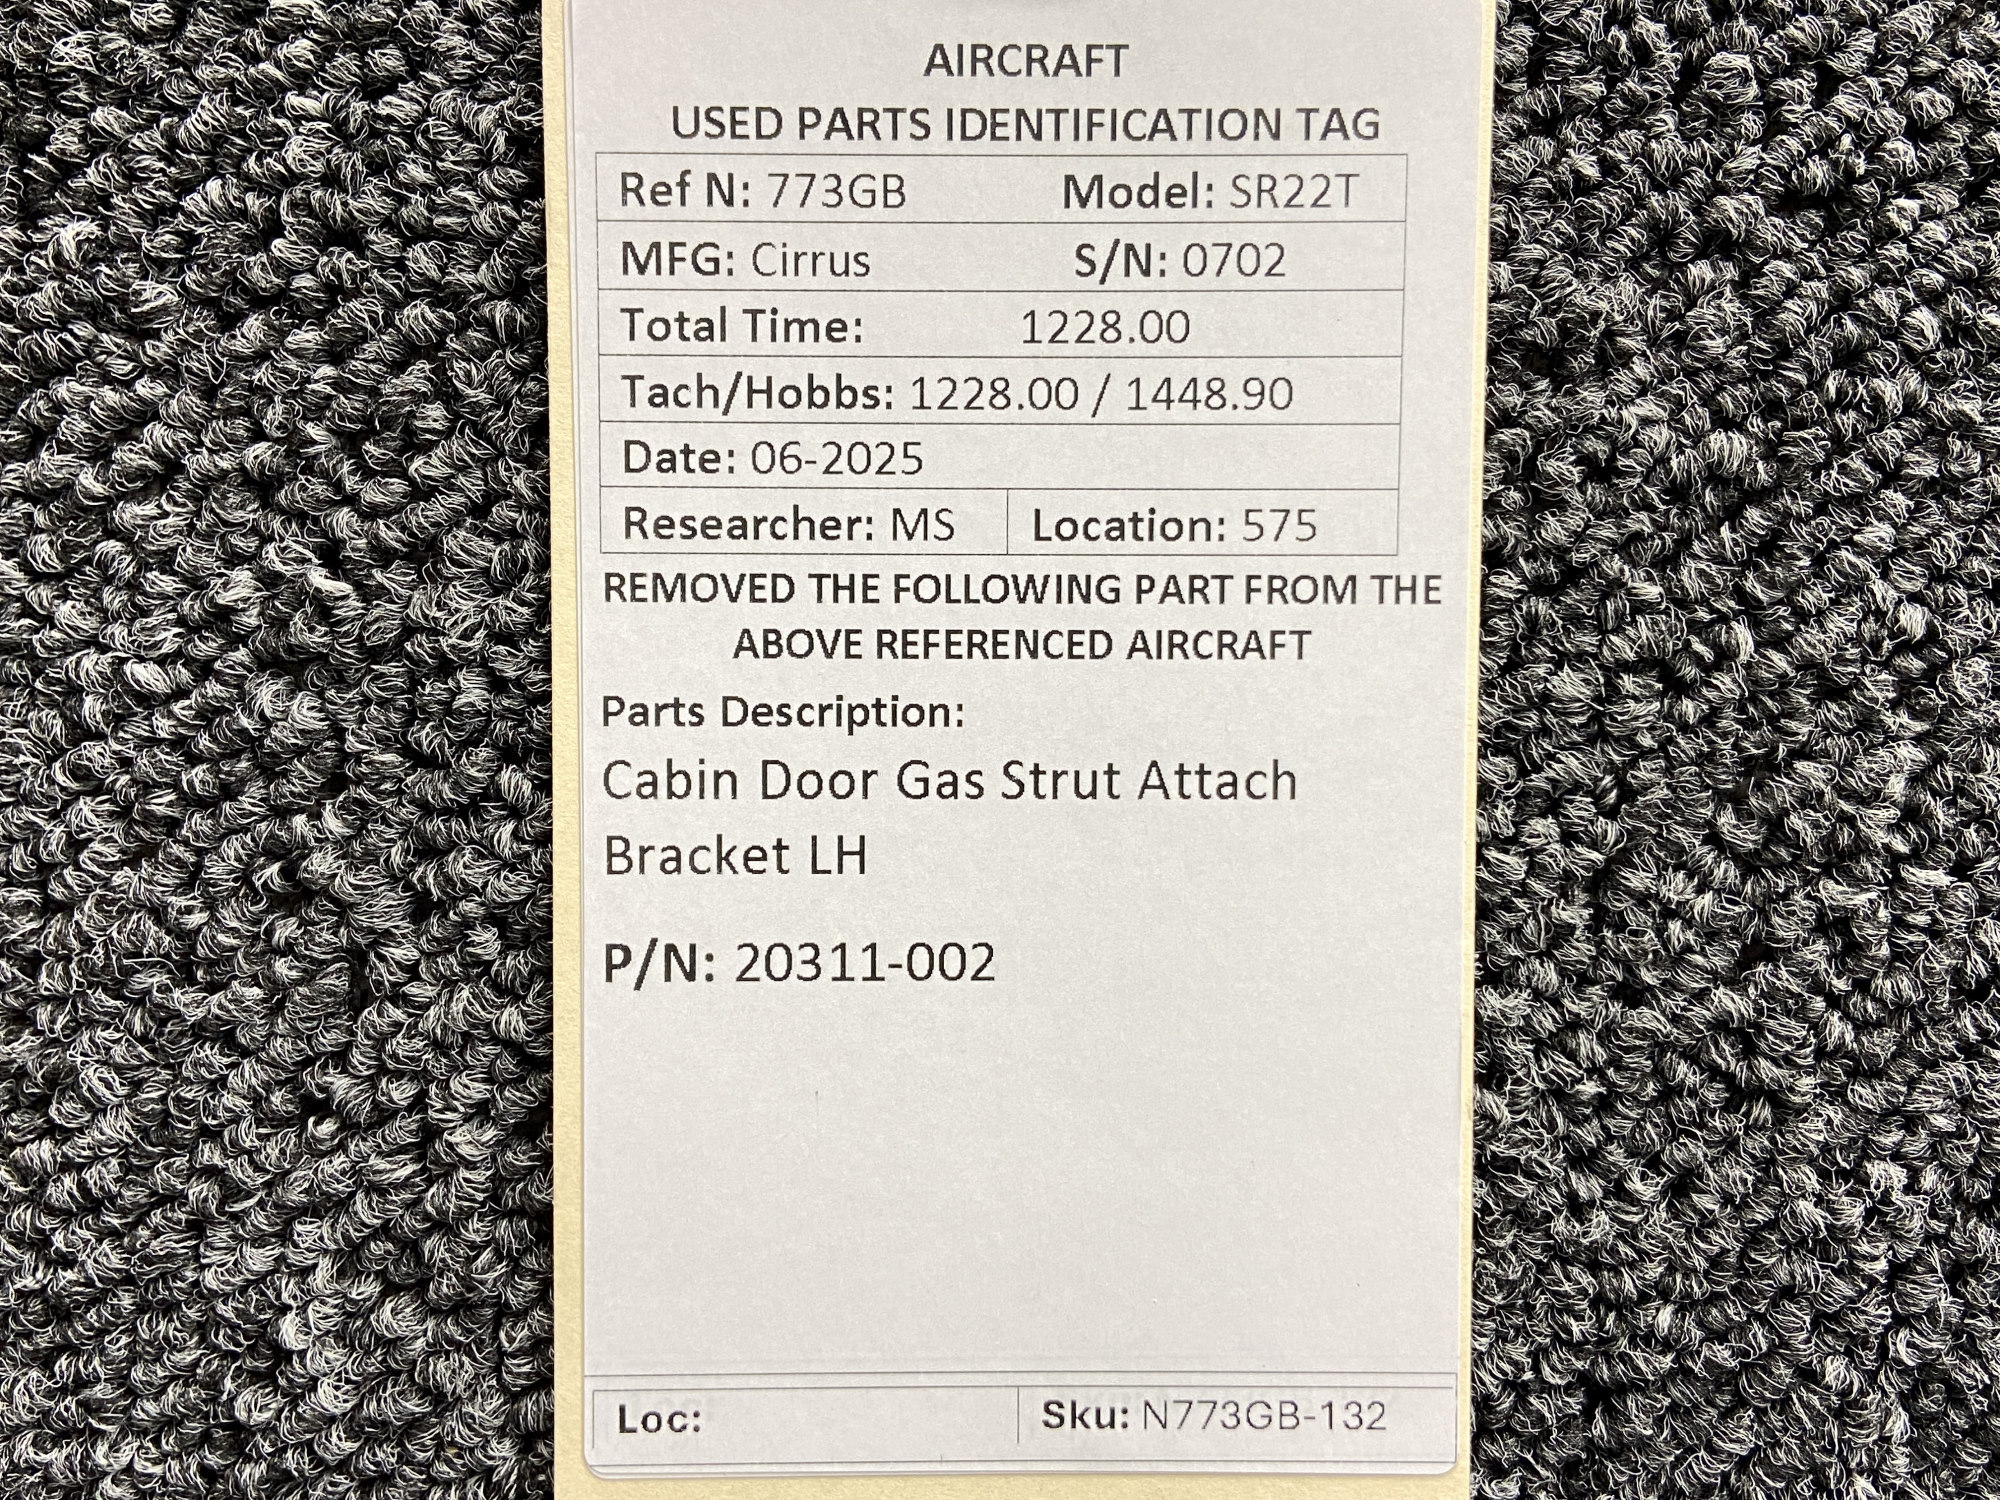 AIRCRAFT
USED PARTS IDENTIFICATION TAG
Ref N: 773GB Model: SR22T
MFG: Cirrus S/N: 0702
Total Time: 1228.00
Tach/Hobbs: 1228.00 / 1448.90
Date: 06-2025
Researcher: MS Location: 575
REMOVED THE FOLLOWING PART FROM THE
ABOVE REFERENCED AIRCRAFT
Parts Description:
Cabin Door Gas Strut Attach
Bracket LH
P/N: 20311-002
Loc: Sku: N773GB-132